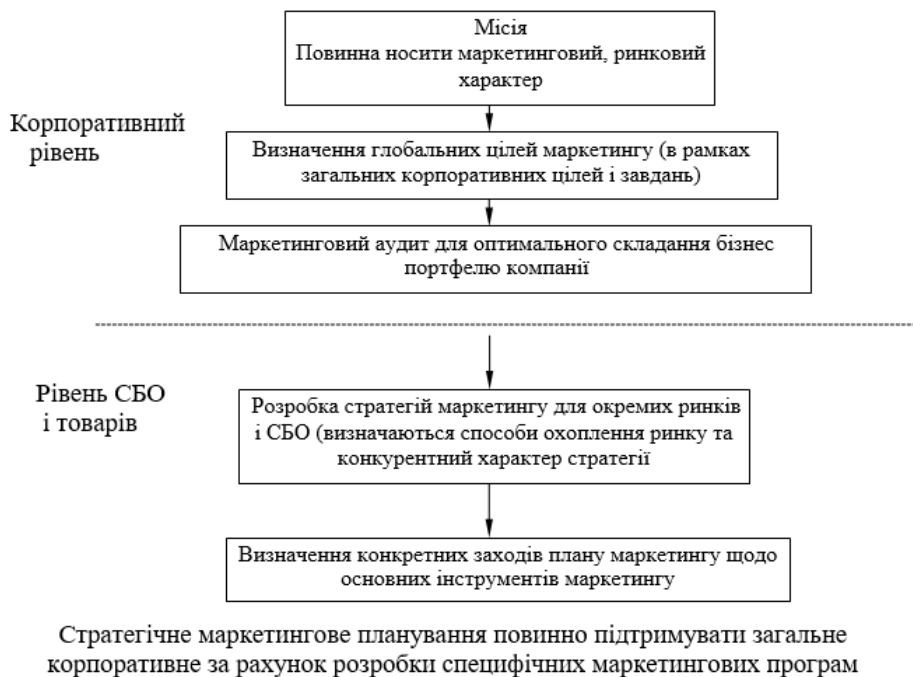 Місія
Повинна носити маркетинговий, ринковий
характер
Корпоративний
рівень
Визначення глобальних цілей маркетингу (в рамках
загальних корпоративних цілей і завдань)
Маркетинговий аудит для оптимального складання бізнес
портфелю компанії
Рівень СБО
і товарів
Розробка стратегій маркетингу для окремих ринків
і СБО (визначаються способи охоплення ринку та
конкурентний характер стратегії
Визначення конкретних заходів плану маркетингу щодо
основних інструментів маркетингу
Стратегічне маркетингове планування повинно підтримувати загальне
корпоративне за рахунок розробки специфічних маркетингових програм